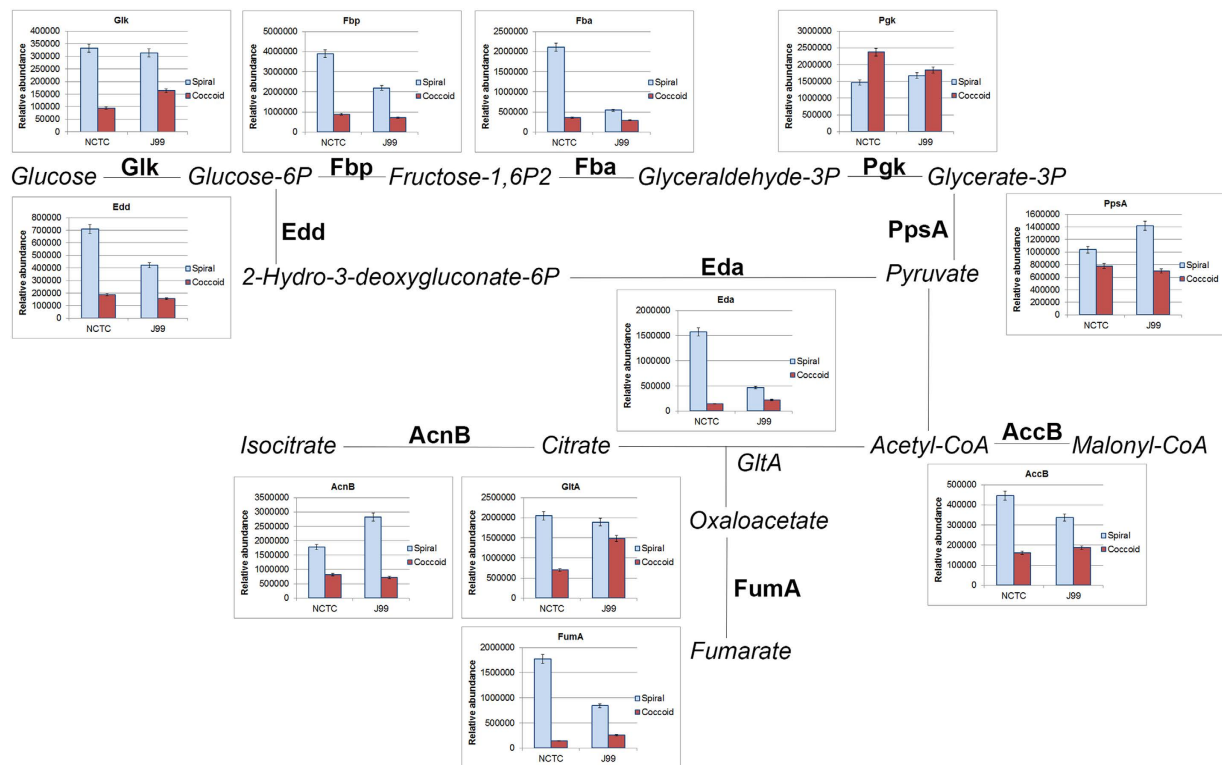 Glk
Relative abundance
400000
350000
300000
250000
200000
150000
100000
50000
0
NCTC J99
Spiral
Coccoid
Fbp
Relative abundance
5000000
4000000
3000000
2000000
1000000
0
NCTC J99
Spiral
Coccoid
Fba
Relative abundance
2500000
2000000
1500000
1000000
500000
0
NCTC J99
Spiral
Coccoid
Pgk
Relative abundance
3000000
2500000
2000000
1500000
1000000
500000
0
NCTC J99
Spiral
Coccoid
Glucose Glk Glucose-6P Fbp Fructose-1,6P2 Fba Glyceraldehyde-3P Pgk Glycerate-3P
Edd
Relative abundance
800000
700000
600000
500000
400000
300000
200000
100000
0
NCTC J99
Spiral
Coccoid
Edd
PpsA
PpsA
Relative abundance
1600000
1400000
1200000
1000000
800000
600000
400000
200000
0
NCTC J99
Spiral
Coccoid
2-Hydro-3-deoxygluconate-6P Eda Pyruvate
Eda
Relative abundance
2000000
1500000
1000000
500000
0
NCTC J99
Spiral
Coccoid
Isocitrate AcnB Citrate
GltA
Acetyl-CoA AccB Malonyl-CoA
AcnB
Relative abundance
3500000
3000000
2500000
2000000
1500000
1000000
500000
0
NCTC J99
Spiral
Coccoid
GltA
Relative abundance
2500000
2000000
1500000
1000000
500000
0
NCTC J99
Spiral
Coccoid
Oxaloacetate
AccB
Relative abundance
500000
400000
300000
200000
100000
0
NCTC J99
Spiral
Coccoid
FumA
FumA
Relative abundance
2000000
1500000
1000000
500000
0
NCTC J99
Spiral
Coccoid
Fumarate